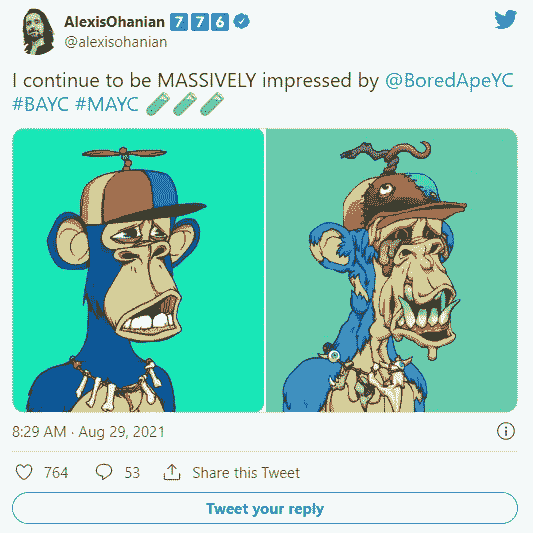 AlexisOhanian 7️⃣7️⃣6️⃣
@alexisohanian
I continue to be MASSIVELY impressed by @BoredApeYC
#BAYC #MAYC 🧪🧪🧪
8:29 AM · Aug 29, 2021
764 53 Share this Tweet
Tweet your reply